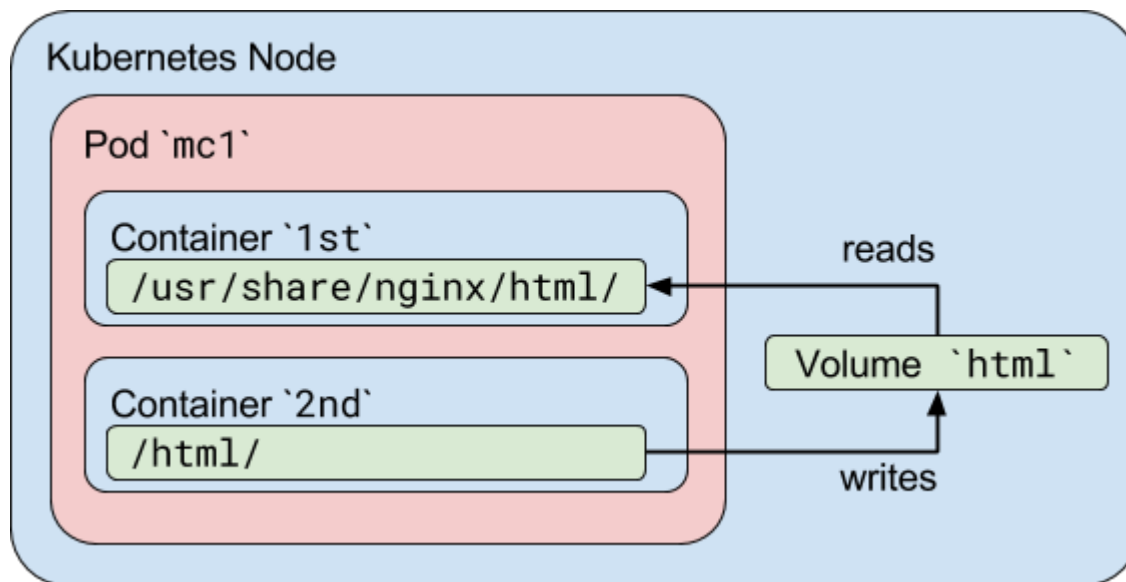 Kubernetes Node
Pod `mc1`
Container `1st`
/usr/share/nginx/html/
reads
Volume `html`
Container `2nd`
/html/
writes